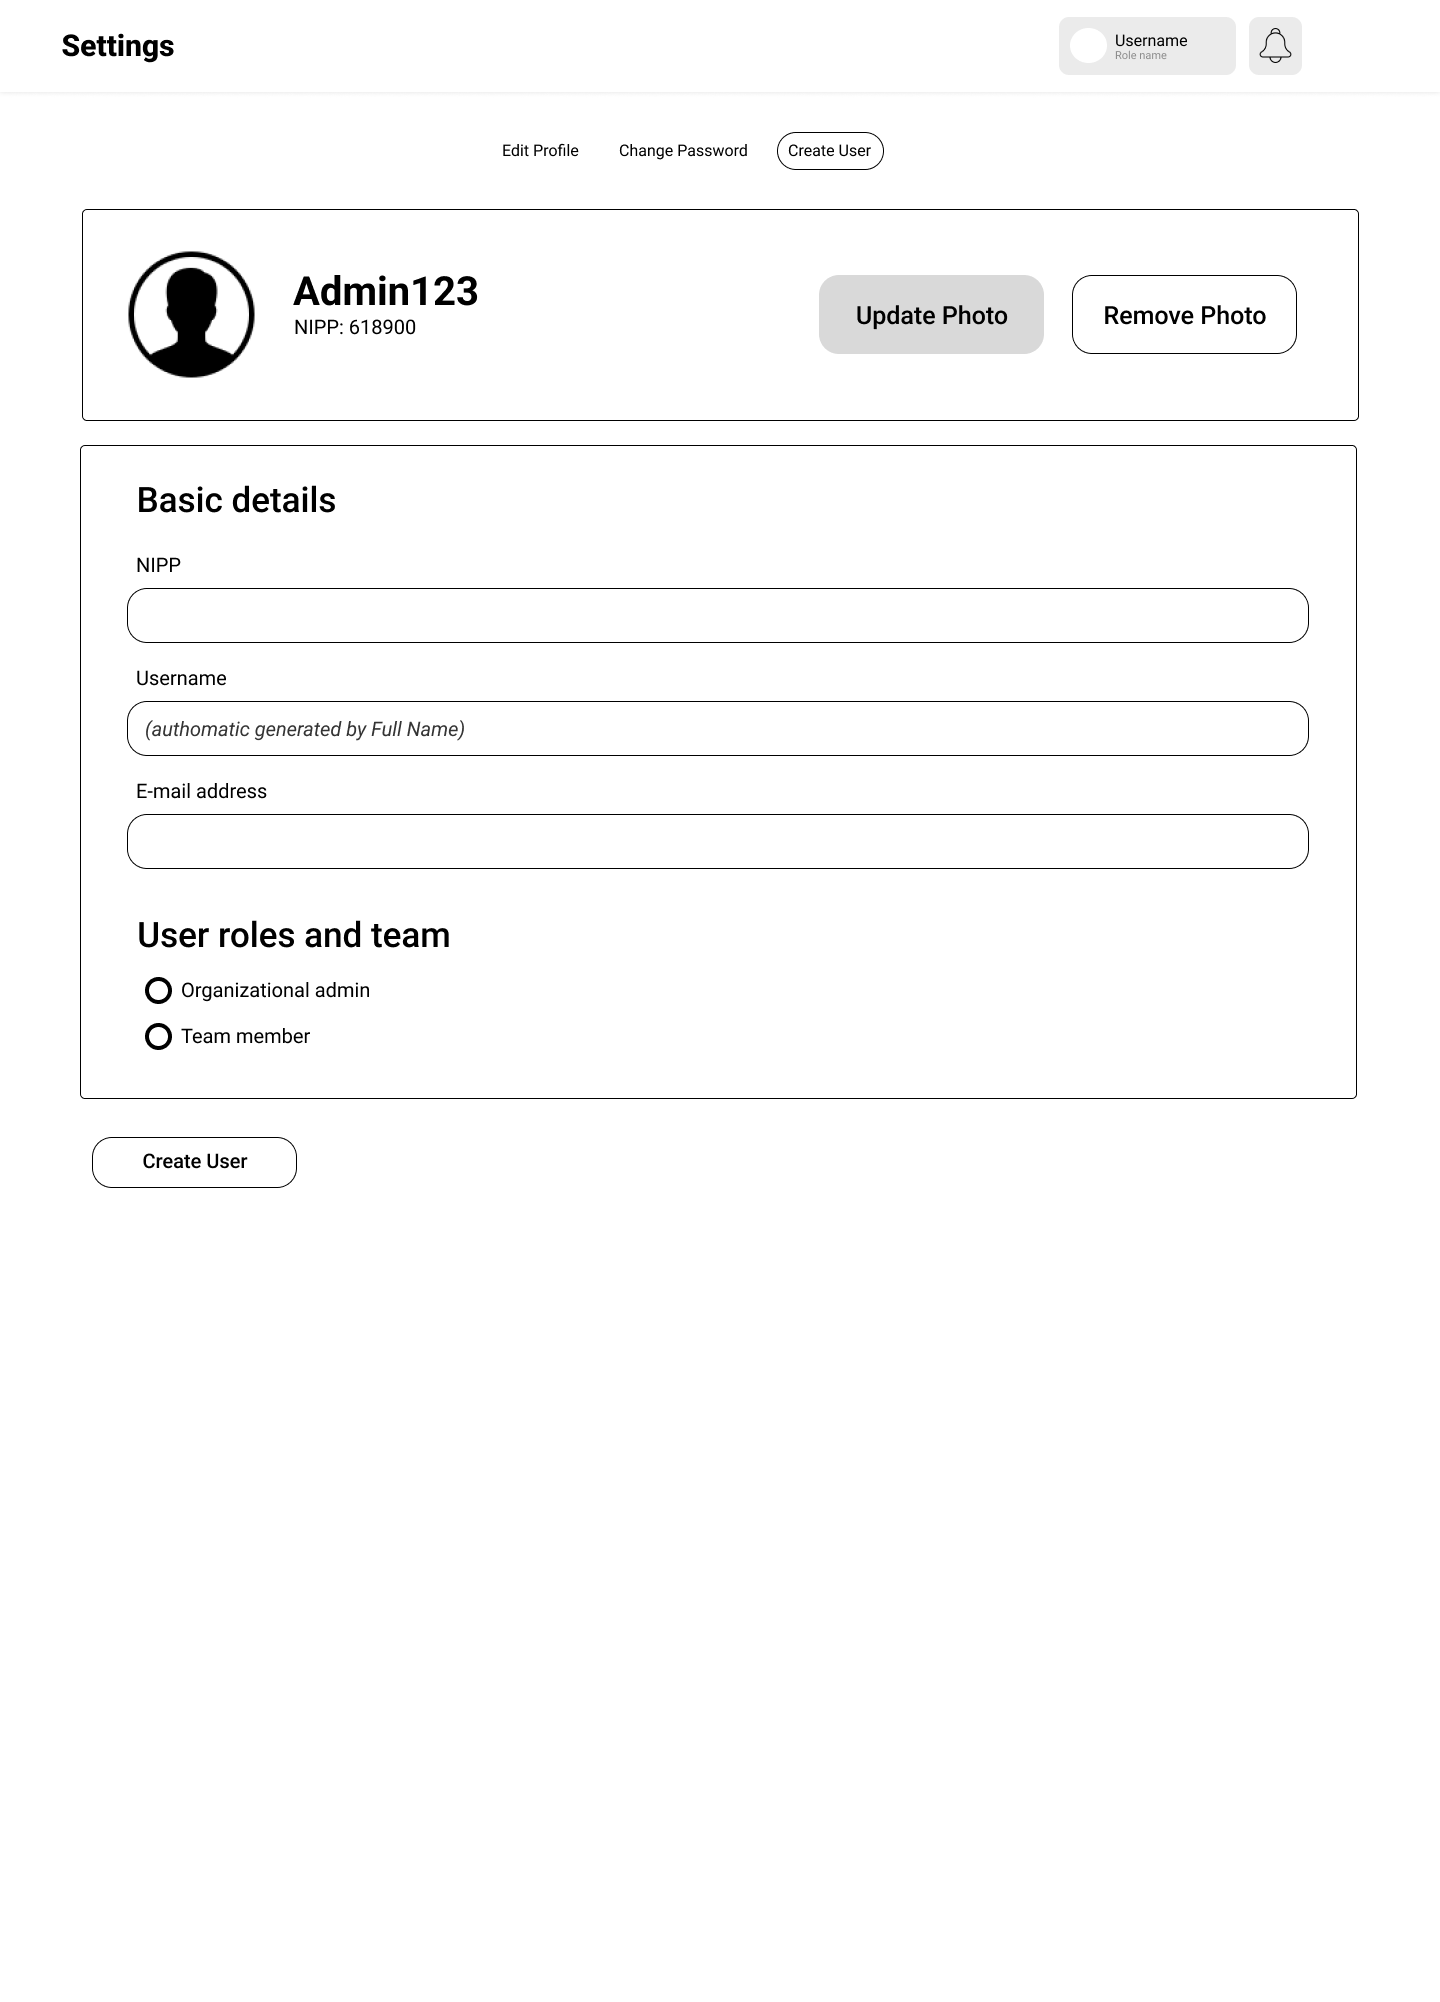 Settings
Username
Role name
Edit Profile
Change Password
Create User
Admin123
NIPP: 618900
Update Photo
Remove Photo
Basic details
NIPP
Username
(authomatic generated by Full Name)
E-mail address
User roles and team
Organizational admin
Team member
Create User